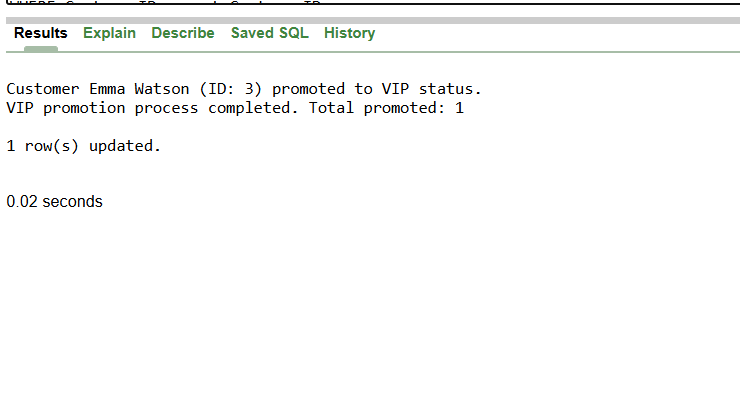 Results Explain Describe Saved SQL History
Customer Emma Watson (ID: 3) promoted to VIP status.
VIP promotion process completed. Total promoted: 1
1 row(s) updated.
0.02 seconds